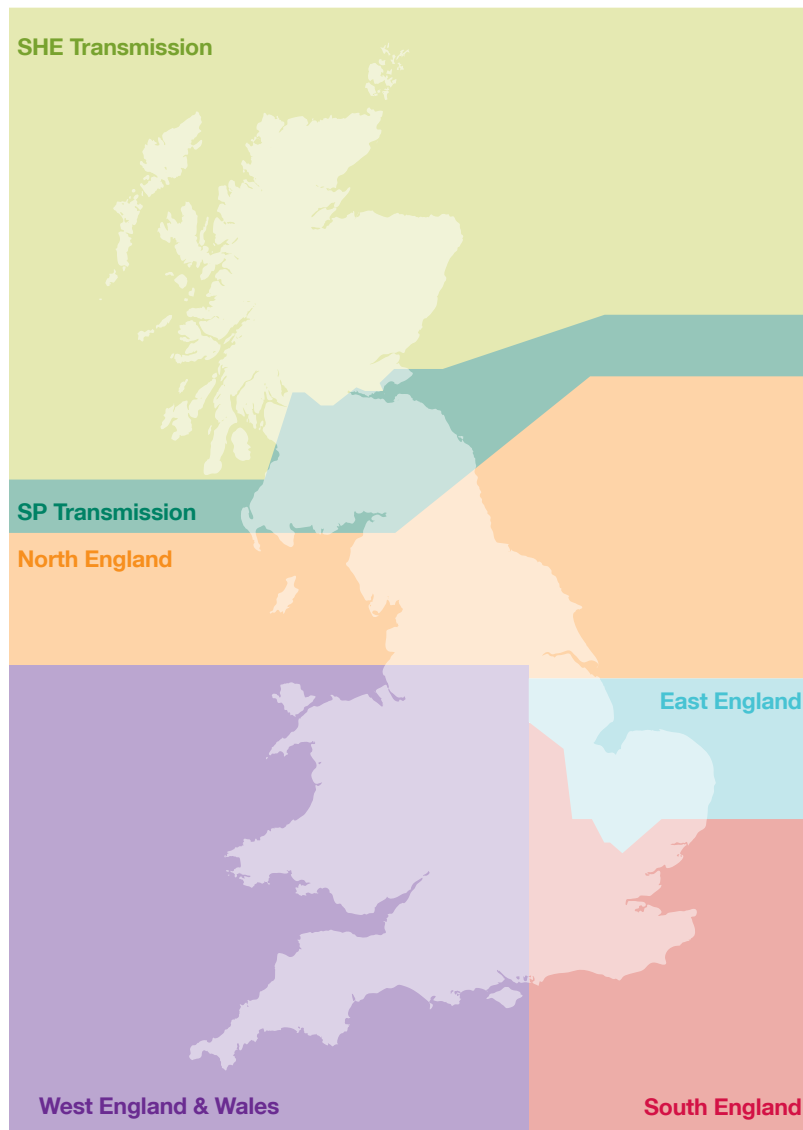 SHE Transmission
SP Transmission
North England
East England
West England & Wales
South England